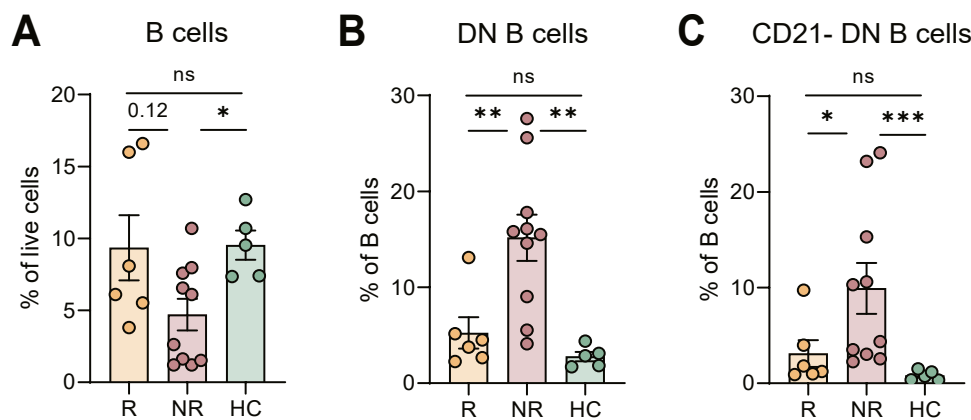 A B cells
ns
0.12 *
% of live cells
20
15
10
5
0
R NR HC
B DN B cells
ns
** **
% of B cells
30
20
10
0
R NR HC
C CD21- DN B cells
ns
* ***
% of B cells
30
20
10
0
R NR HC